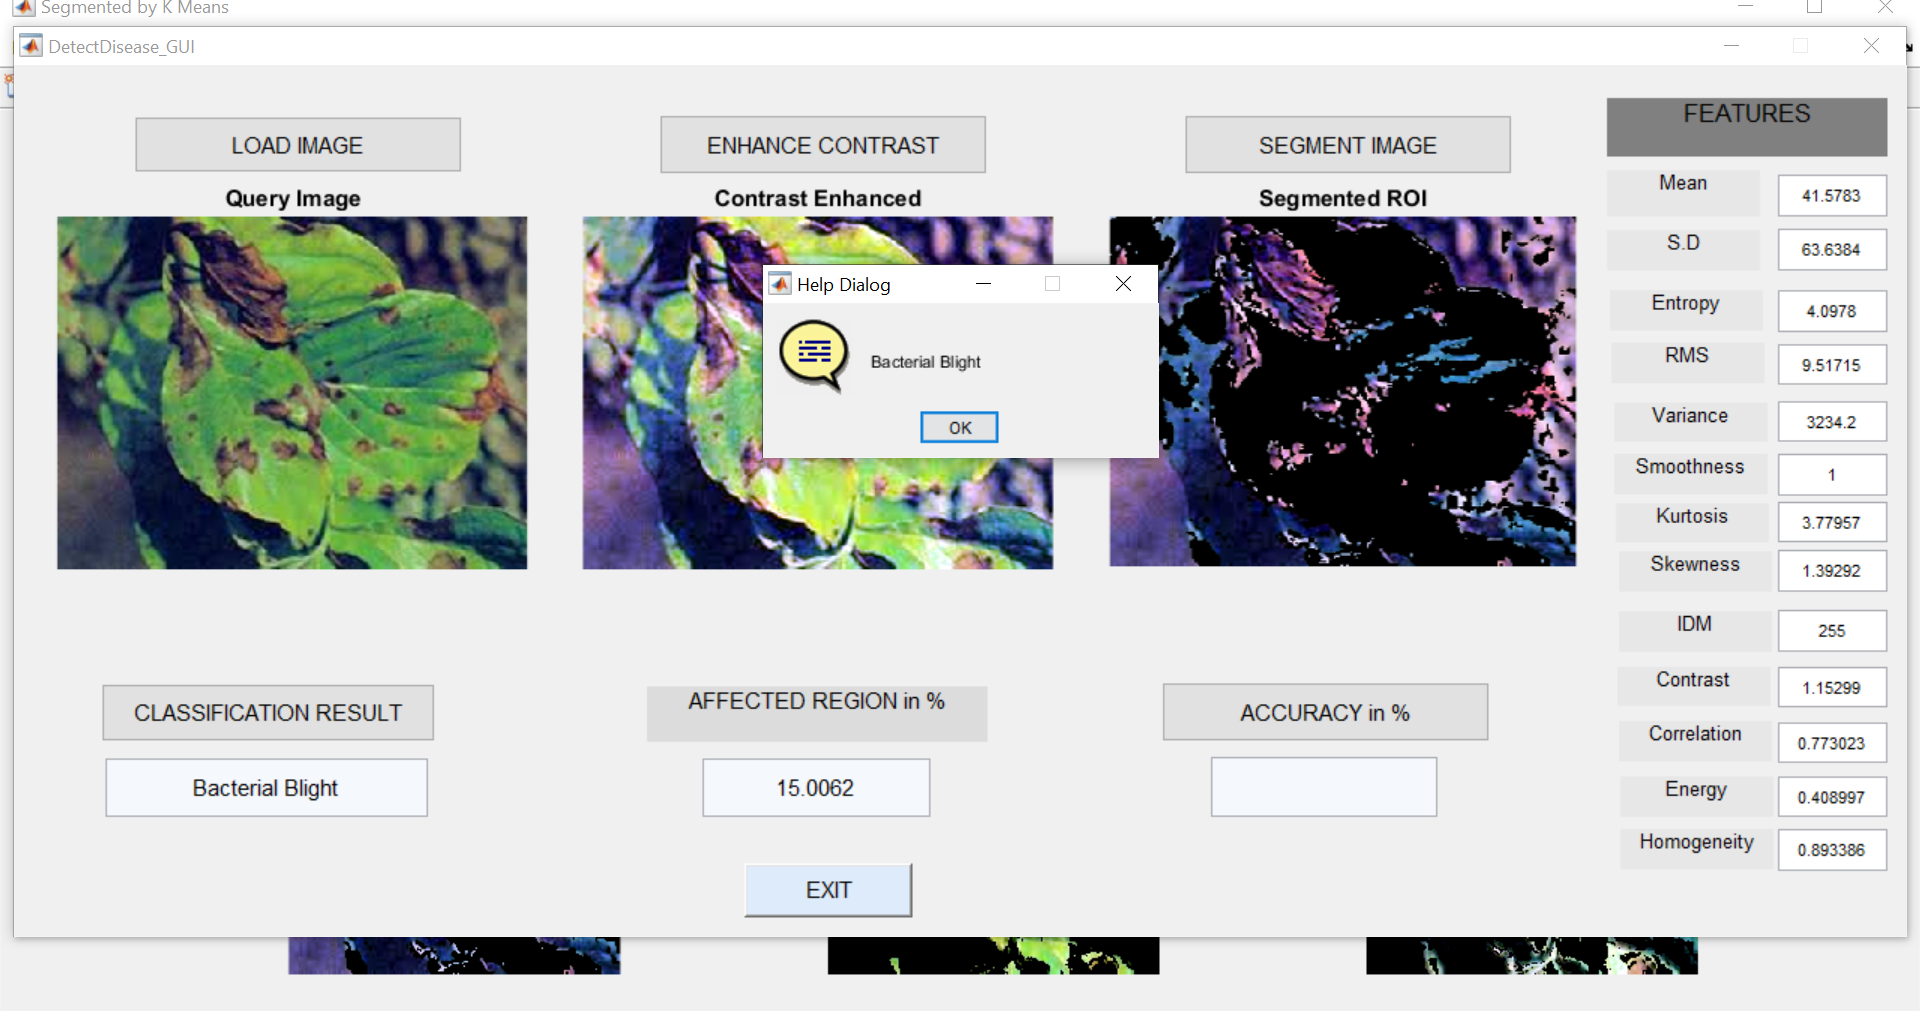 Segmented by K Means
DetectDisease_GUI
LOAD IMAGE
ENHANCE CONTRAST
SEGMENT IMAGE
Query Image
Contrast Enhanced
Segmented ROI
Help Dialog
Bacterial Blight
OK
FEATURES
Mean 41.5783
S.D 63.6384
Entropy 4.0978
RMS 9.51715
Variance 3234.2
Smoothness 1
Kurtosis 3.77957
Skewness 1.39292
IDM 255
Contrast 1.15299
Correlation 0.773023
Energy 0.408997
Homogeneity 0.893386
CLASSIFICATION RESULT
Bacterial Blight
AFFECTED REGION in %
15.0062
ACCURACY in %
EXIT